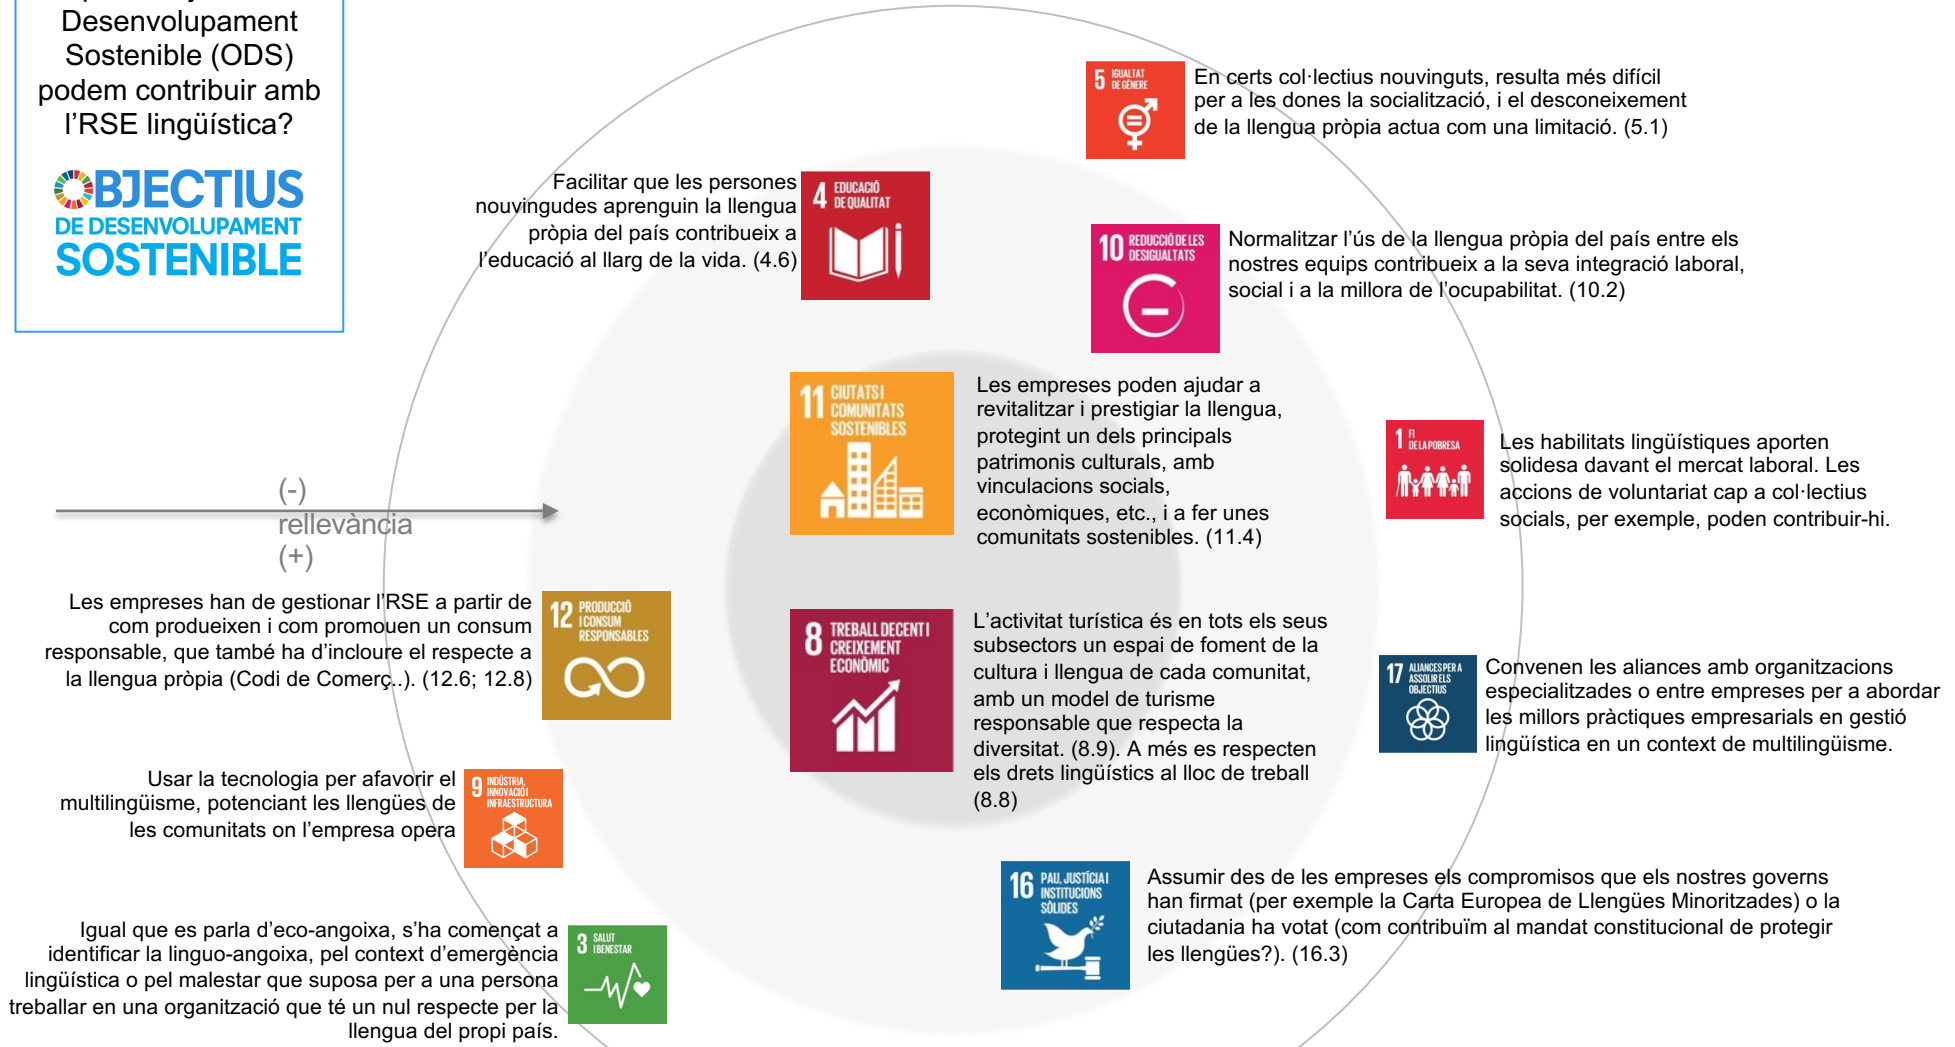 Desenvolupament
Sostenible (ODS)
podem contribuir amb
l’RSE lingüística?
OBJECTIUS
DE DESENVOLUPAMENT
SOSTENIBLE
5 IGUALTAT
DE GÈNERE
En certs col·lectius nouvinguts, resulta més difícil
per a les dones la socialització, i el desconeixement
de la llengua pròpia actua com una limitació. (5.1)
Facilitar que les persones
nouvingudes aprenguin la llengua
pròpia del país contribueix a
l’educació al llarg de la vida. (4.6)
4 EDUCACIÓ
DE QUALITAT
10 REDUCCIÓ DE LES
DESIGUALTATS
Normalitzar l’ús de la llengua pròpia del país entre els
nostres equips contribueix a la seva integració laboral,
social i a la millora de l’ocupabilitat. (10.2)
11 CIUTATS I
COMUNITATS
SOSTENIBLES
Les empreses poden ajudar a
revitalitzar i prestigiar la llengua,
protegint un dels principals
patrimonis culturals, amb
vinculacions socials,
econòmiques, etc., i a fer unes
comunitats sostenibles. (11.4)
1 FI
DE LA POBRESA
Les habilitats lingüístiques aporten
solidesa davant el mercat laboral. Les
accions de voluntariat cap a col·lectius
socials, per exemple, poden contribuir-hi.
(-)
rellevància
(+)
Les empreses han de gestionar l’RSE a partir de
com produeixen i com promouen un consum
responsable, que també ha d’incloure el respecte a
la llengua pròpia (Codi de Comerç..). (12.6; 12.8)
12 PRODUCCIÓ
I CONSUM
RESPONSABLES
8 TREBALL DECENT I
CREIXEMENT
ECONÒMIC
L’activitat turística és en tots els seus
subsectors un espai de foment de la
cultura i llengua de cada comunitat,
amb un model de turisme
responsable que respecta la
diversitat. (8.9). A més es respecten
els drets lingüístics al lloc de treball
(8.8)
17 ALIANCES PER A
ASSOLIR ELS
OBJECTIUS
Convenen les aliances amb organitzacions
especialitzades o entre empreses per a abordar
les millors pràctiques empresarials en gestió
lingüística en un context de multilingüisme.
Usar la tecnologia per afavorir el
multilingüisme, potenciant les llengües de
les comunitats on l’empresa opera
9 INDÚSTRIA,
INNOVACIÓ I
INFRAESTRUCTURA
16 PAU, JUSTÍCIA I
INSTITUCIONS
SÒLIDES
Assumir des de les empreses els compromisos que els nostres governs
han firmat (per exemple la Carta Europea de Llengües Minoritzades) o la
ciutadania ha votat (com contribuïm al mandat constitucional de protegir
les llengües?). (16.3)
Igual que es parla d’eco-angoixa, s’ha començat a
identificar la linguo-angoixa, pel context d’emergència
lingüística o pel malestar que suposa per a una persona
treballar en una organització que té un nul respecte per la
llengua del propi país.
3 SALUT
I BENESTAR